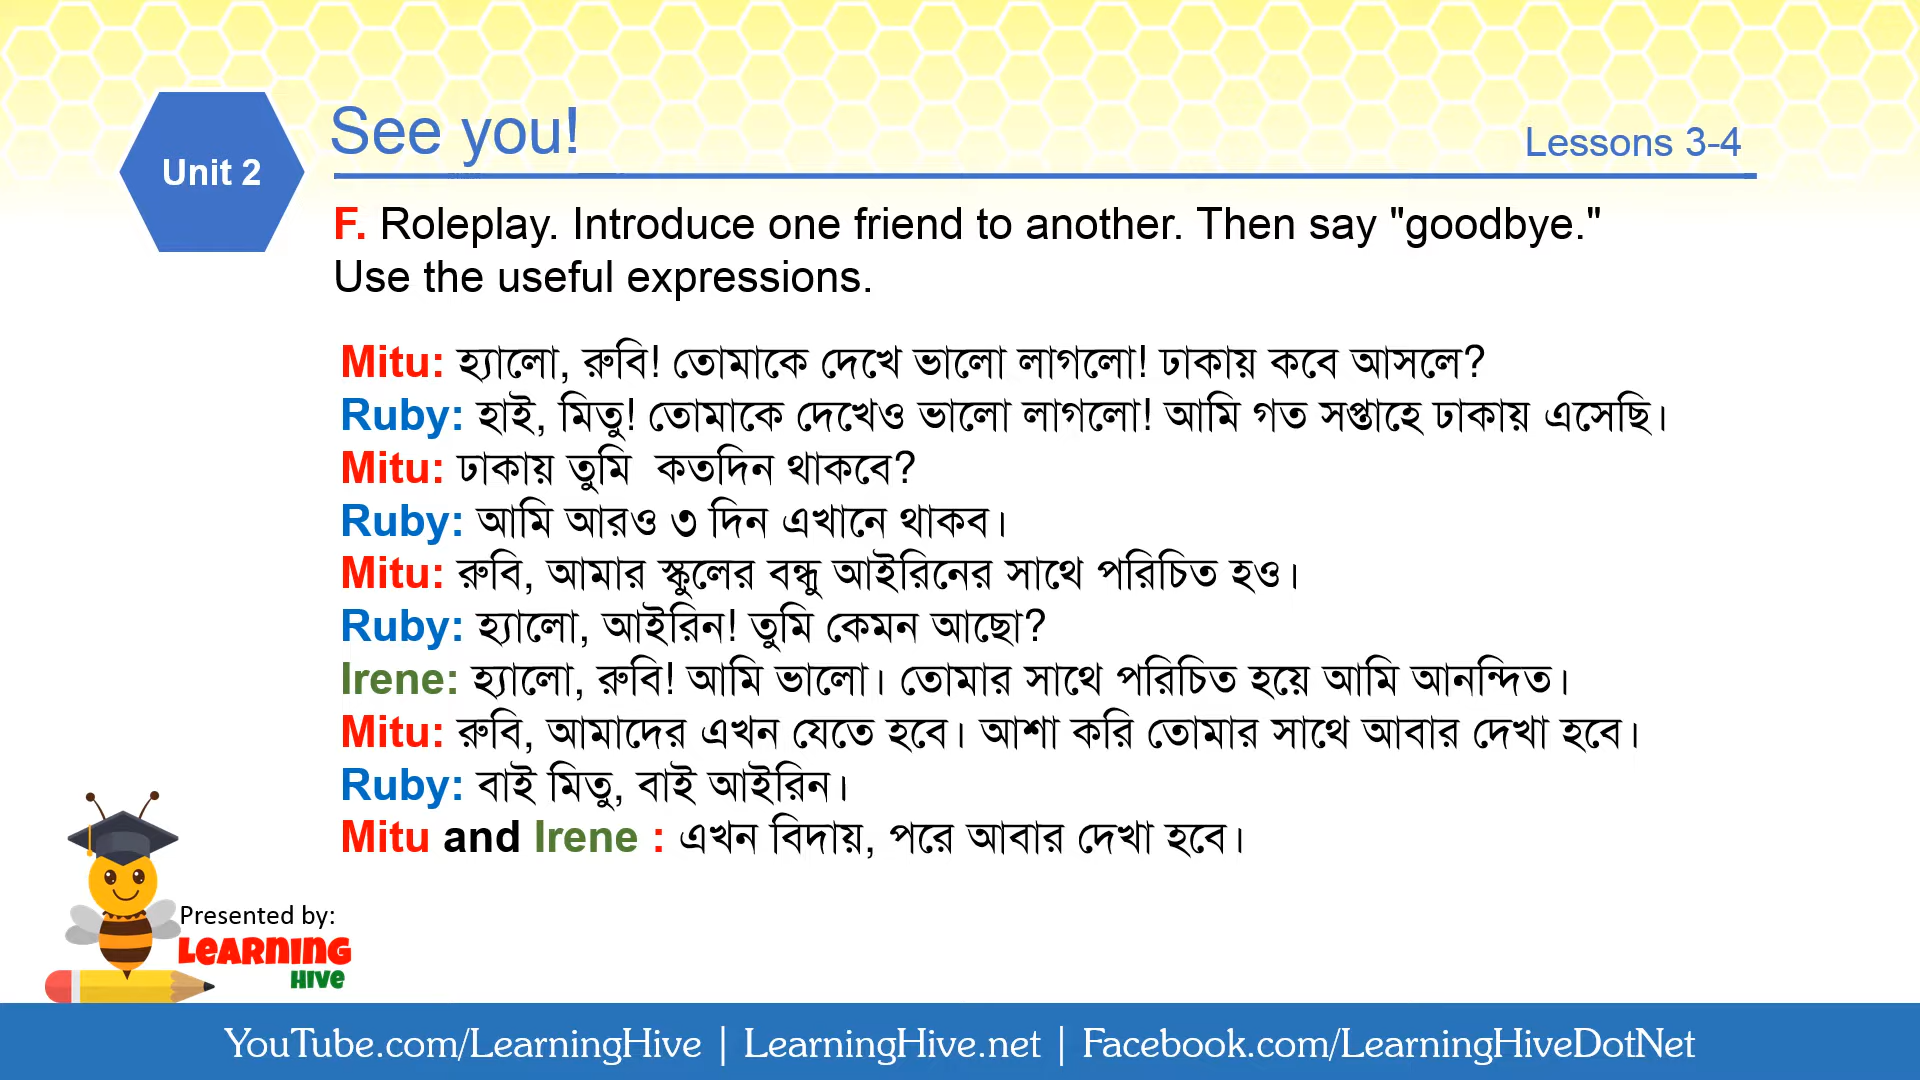 Unit 2
See you!
Lessons 3-4
F. Roleplay. Introduce one friend to another. Then say "goodbye."
Use the useful expressions.
Mitu: হ্যালো, রুবি! তোমাকে দেখে ভালো লাগলো! ঢাকায় কবে আসলে?
Ruby: হাই, মিতু! তোমাকে দেখেও ভালো লাগলো! আমি গত সপ্তাহে ঢাকায় এসেছি।
Mitu: ঢাকায় তুমি কতদিন থাকবে?
Ruby: আমি আরও ৩ দিন এখানে থাকব।
Mitu: রুবি, আমার স্কুলের বন্ধু আইরিনের সাথে পরিচিত হও।
Ruby: হ্যালো, আইরিন! তুমি কেমন আছো?
Irene: হ্যালো, রুবি! আমি ভালো। তোমার সাথে পরিচিত হয়ে আমি আনন্দিত।
Mitu: রুবি, আমাদের এখন যেতে হবে। আশা করি তোমার সাথে আবার দেখা হবে।
Ruby: বাই মিতু, বাই আইরিন।
Mitu and Irene : এখন বিদায়, পরে আবার দেখা হবে।
Presented by:
LEARNING
HIVE
YouTube.com/LearningHive | LearningHive.net | Facebook.com/LearningHiveDotNet